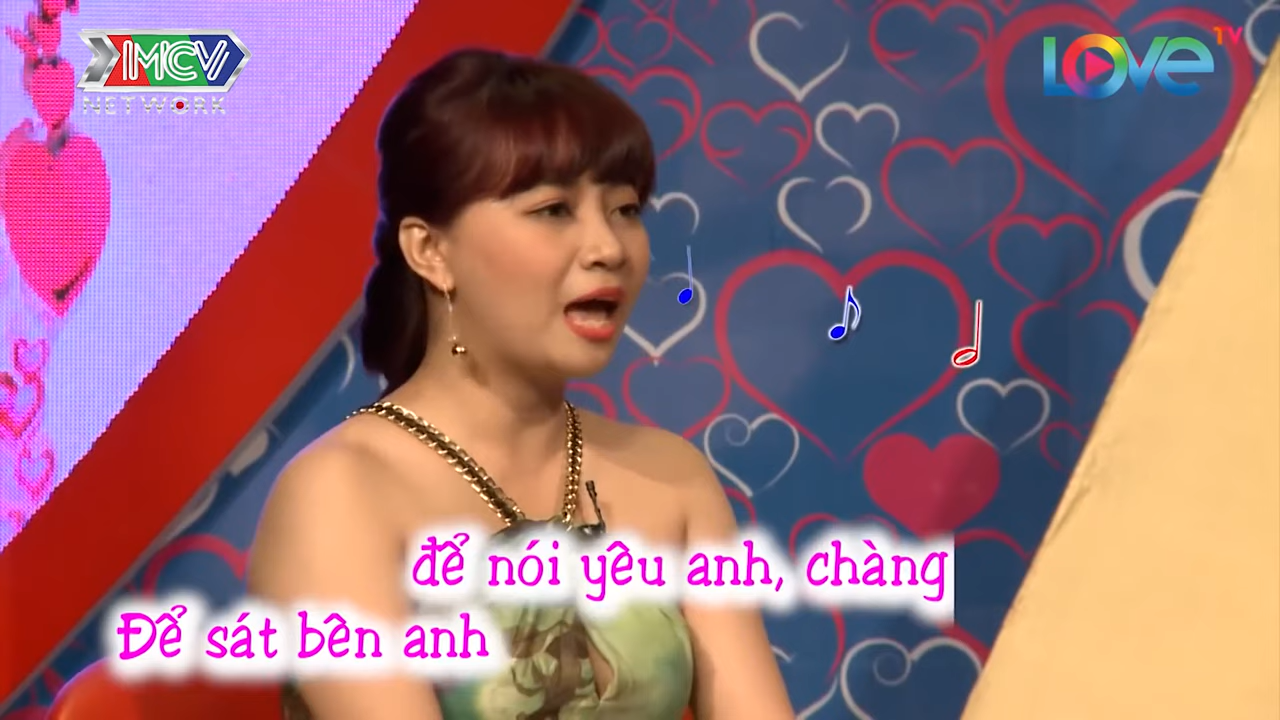 MCV
NETWORK
LOVE TV
để nói yêu anh, chàng
Để sát bên anh